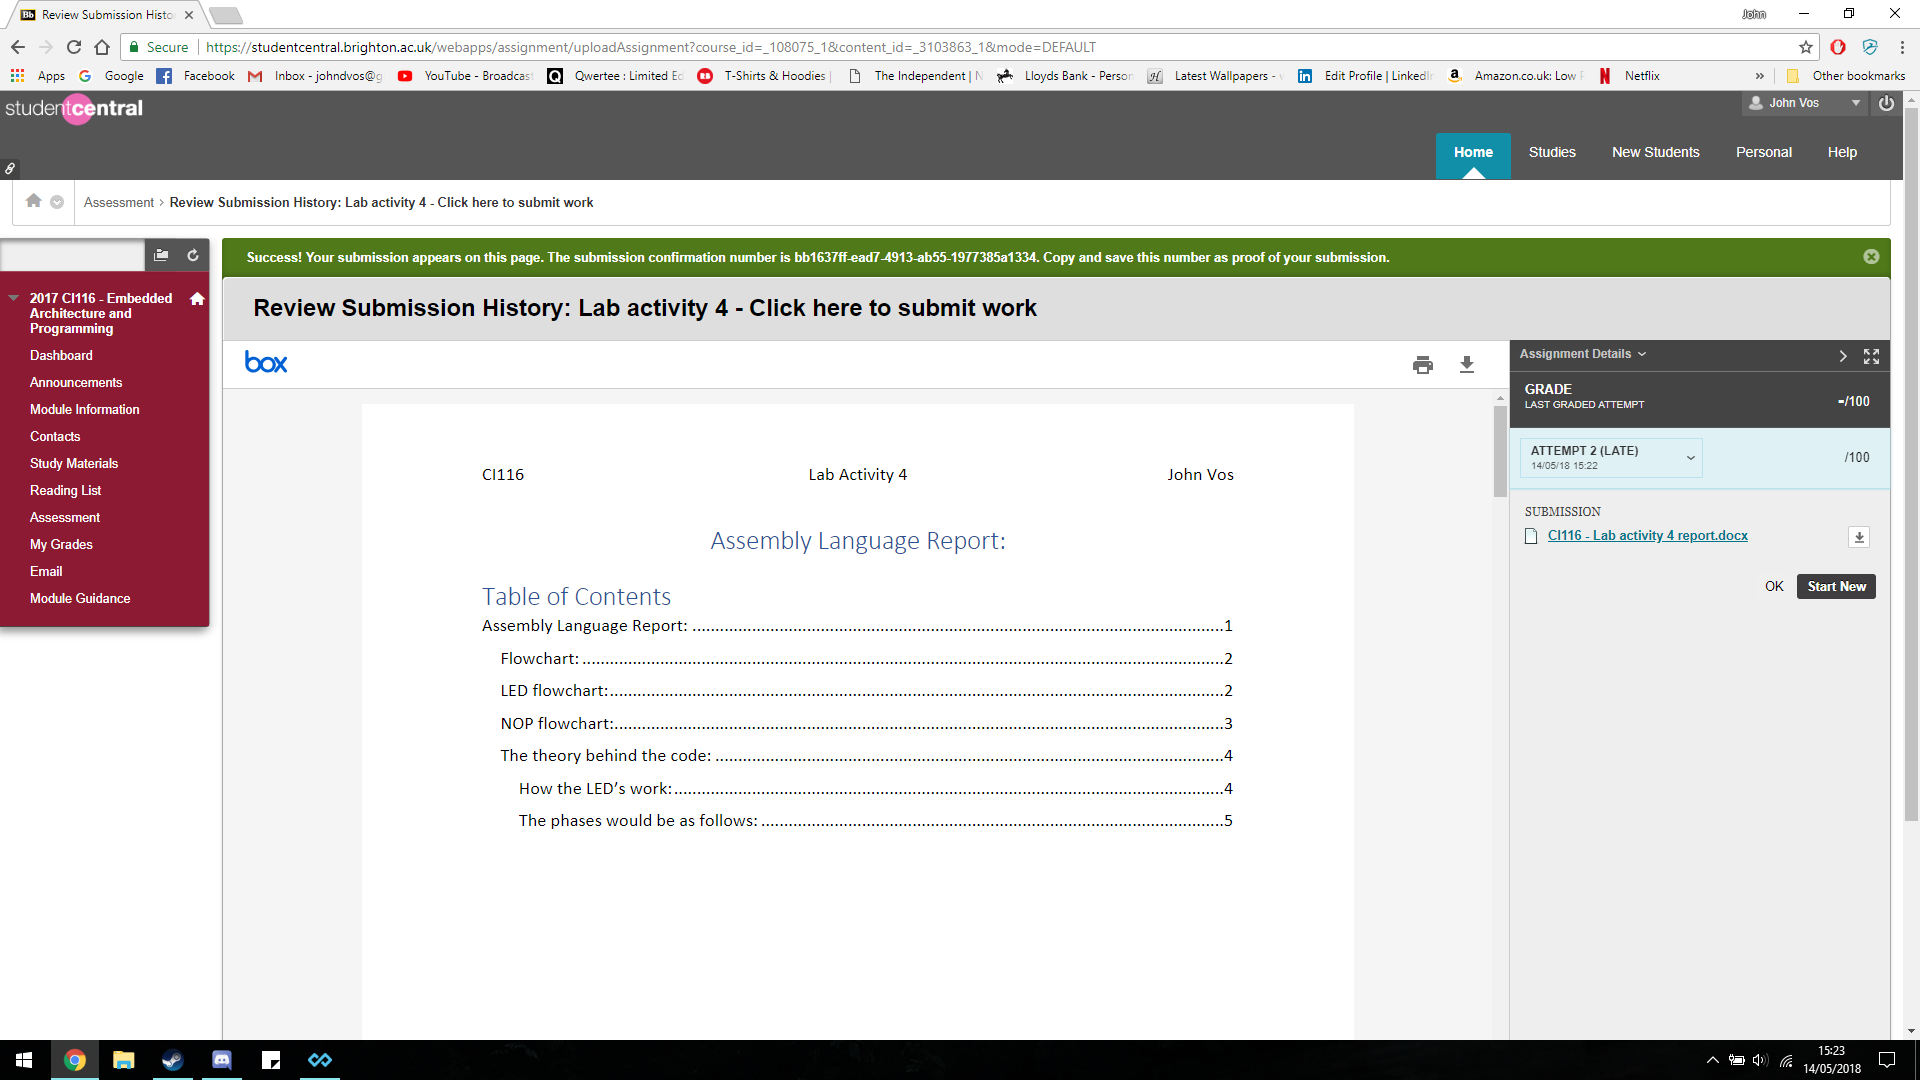 Review Submission Histo
John
Secure
https://studentcentral.brighton.ac.uk/webapps/assignment/uploadAssignment?course_id=_108075_1&content_id=_3103863_1&mode=DEFAULT
Apps
Google
Facebook
Inbox - johndvos@g
YouTube - Broadcast
Qwertee : Limited Ed
T-Shirts & Hoodies |
The Independent | N
Lloyds Bank - Person
Latest Wallpapers -
Edit Profile | LinkedIn
Amazon.co.uk: Low P
Netflix
»
Other bookmarks
studentcentral
John Vos
Home
Studies
New Students
Personal
Help
Assessment > Review Submission History: Lab activity 4 - Click here to submit work
Success! Your submission appears on this page. The submission confirmation number is bb1637ff-ead7-4913-ab55-1977385a1334. Copy and save this number as proof of your submission.
2017 CI116 - Embedded
Architecture and
Programming
Dashboard
Announcements
Module Information
Contacts
Study Materials
Reading List
Assessment
My Grades
Email
Module Guidance
Review Submission History: Lab activity 4 - Click here to submit work
box
CI116 Lab Activity 4 John Vos
Assembly Language Report:
Table of Contents
Assembly Language Report: ........ 1
Flowchart: ........ 2
LED flowchart: ........ 2
NOP flowchart: ........ 3
The theory behind the code: ........ 4
How the LED’s work: ........ 4
The phases would be as follows: ........ 5
Assignment Details
GRADE
LAST GRADED ATTEMPT
-/100
ATTEMPT 2 (LATE)
14/05/18 15:22
/100
SUBMISSION
CI116 - Lab activity 4 report.docx
OK
Start New
15:23
14/05/2018